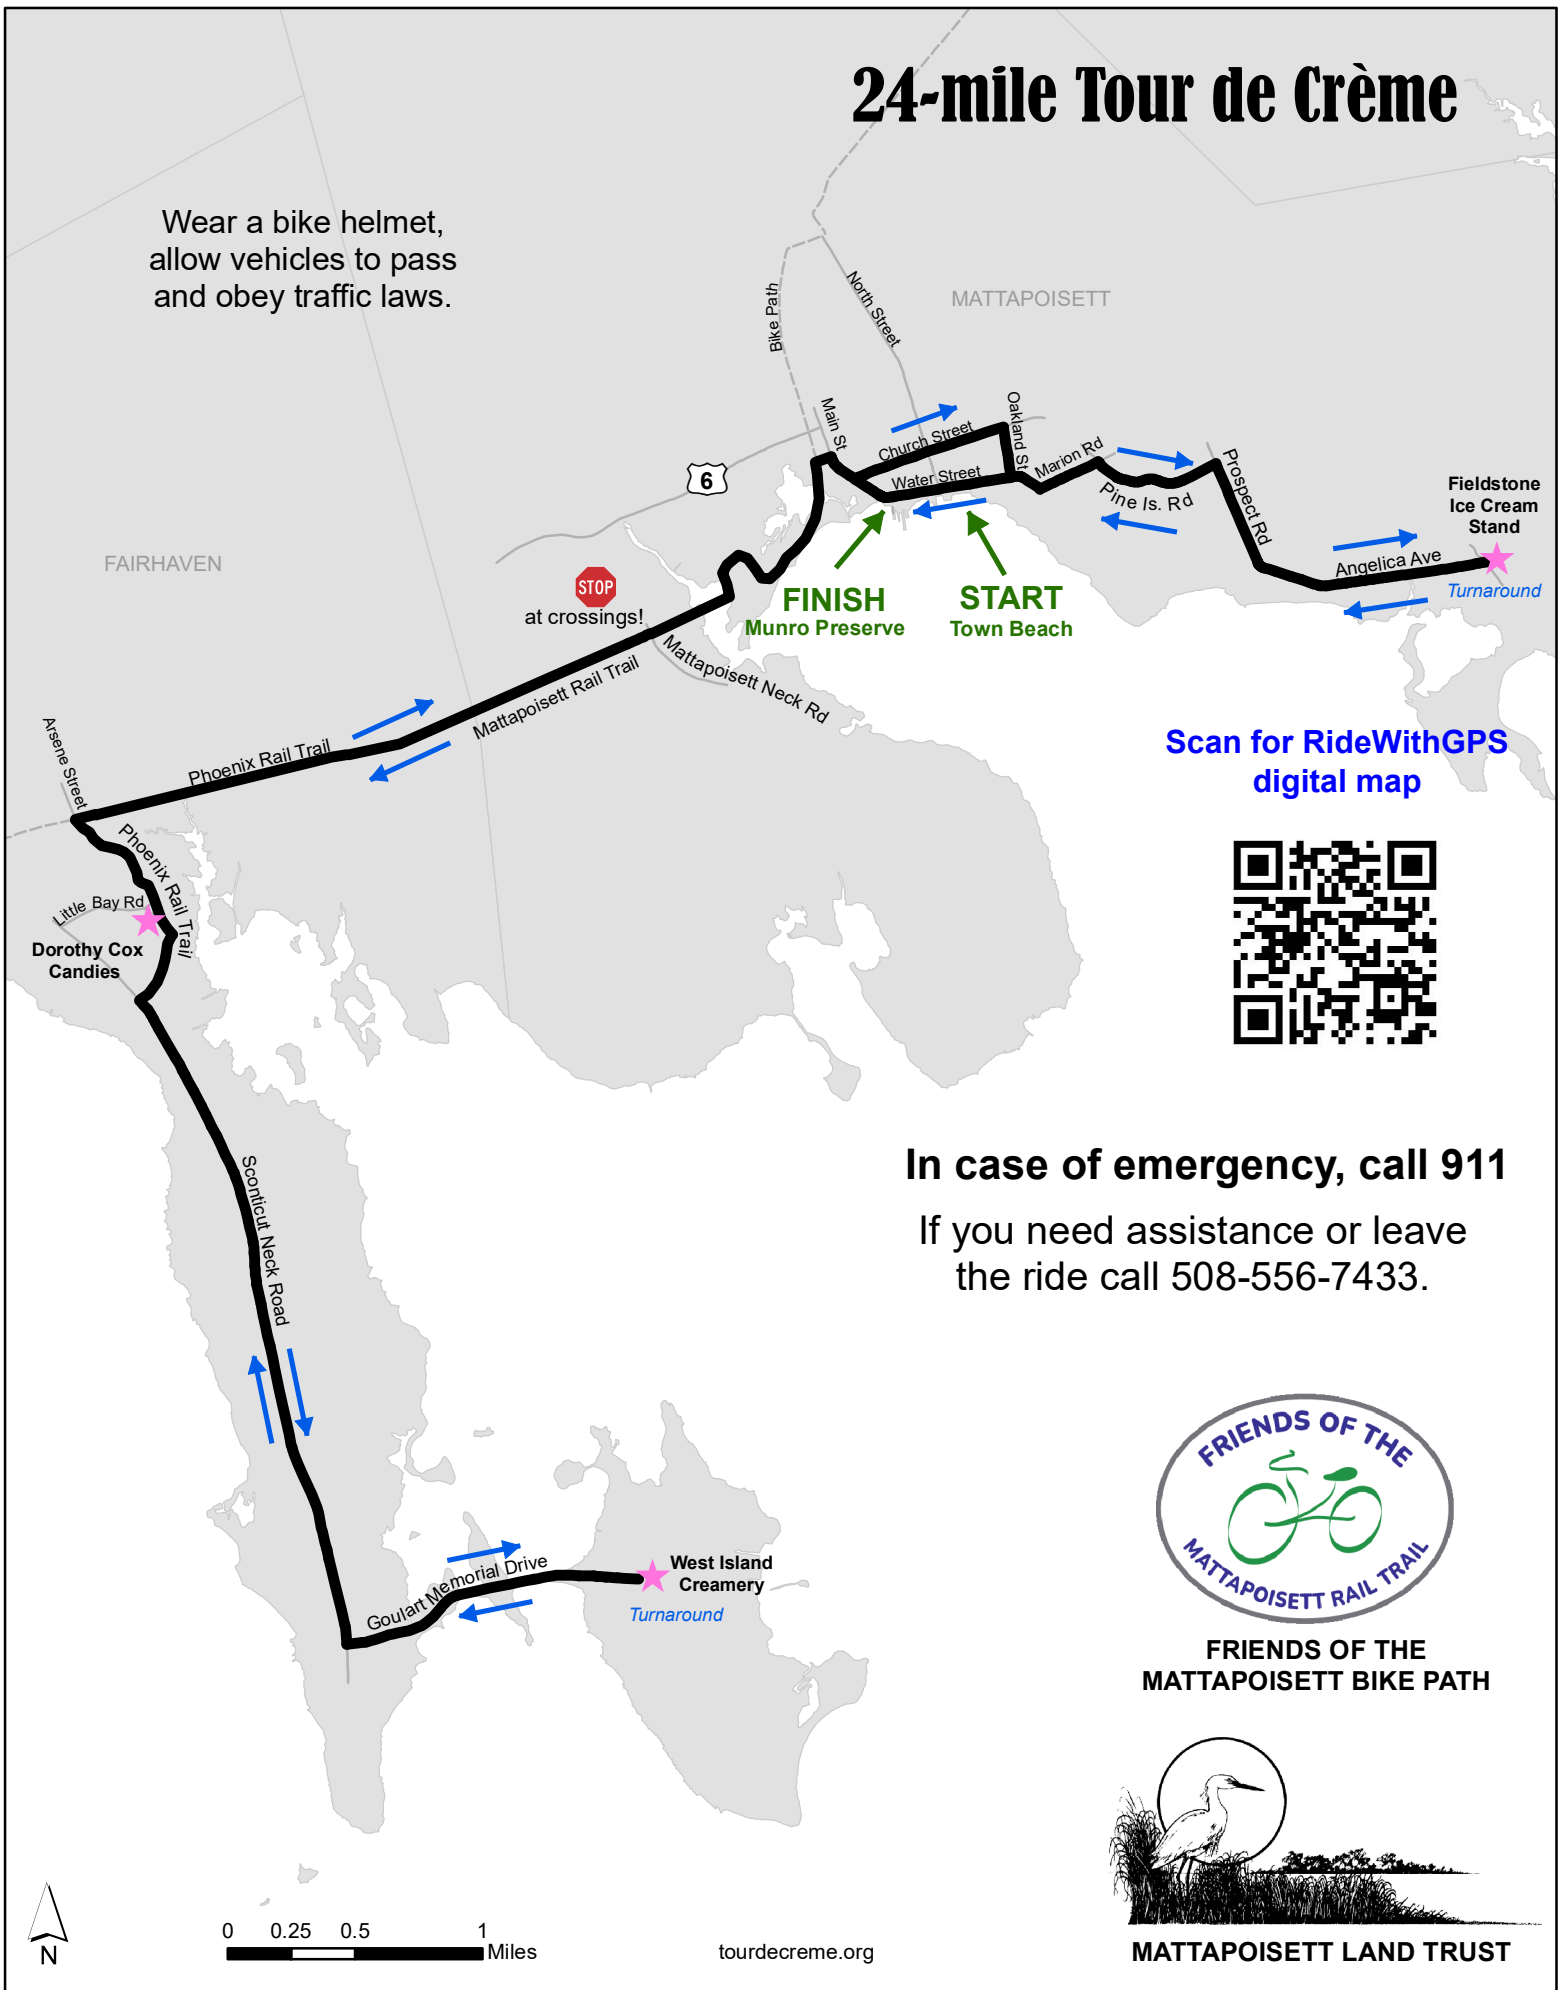 24-mile Tour de Crème
Wear a bike helmet,
allow vehicles to pass
and obey traffic laws.
MATTAPOISETT
Bike Path
North Street
Main St
Church Street
Oakland St
Water Street
Marion Rd
Pine Is. Rd
Prospect Rd
Angelica Ave
Fieldstone
Ice Cream
Stand
Turnaround
6
FAIRHAVEN
STOP
at crossings!
FINISH
Munro Preserve
START
Town Beach
Mattapoisett Neck Rd
Mattapoisett Rail Trail
Phoenix Rail Trail
Arsene Street
Phoenix Rail Trail
Little Bay Rd
Dorothy Cox
Candies
Scan for RideWithGPS
digital map
In case of emergency, call 911
If you need assistance or leave
the ride call 508-556-7433.
Sconticut Neck Road
Goulart Memorial Drive
West Island
Creamery
Turnaround
FRIENDS OF THE
MATTAPOISETT RAIL TRAIL
FRIENDS OF THE
MATTAPOISETT BIKE PATH
MATTAPOISETT LAND TRUST
N
0 0.25 0.5 1
Miles
tourdecreme.org